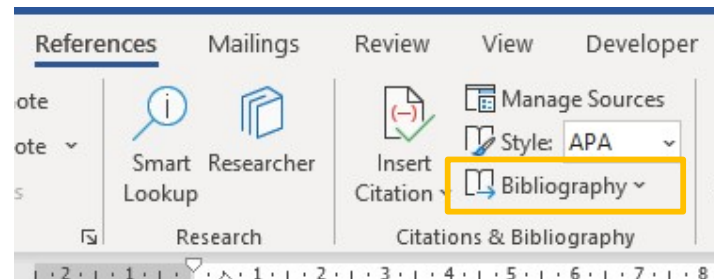 References Mailings Review View Developer
ote Manage Sources
ote Style: APA
Smart Researcher Insert
Lookup Citation Bibliography
s
Research Citations & Bibliography
2 1 1 2 3 4 5 6 7 8